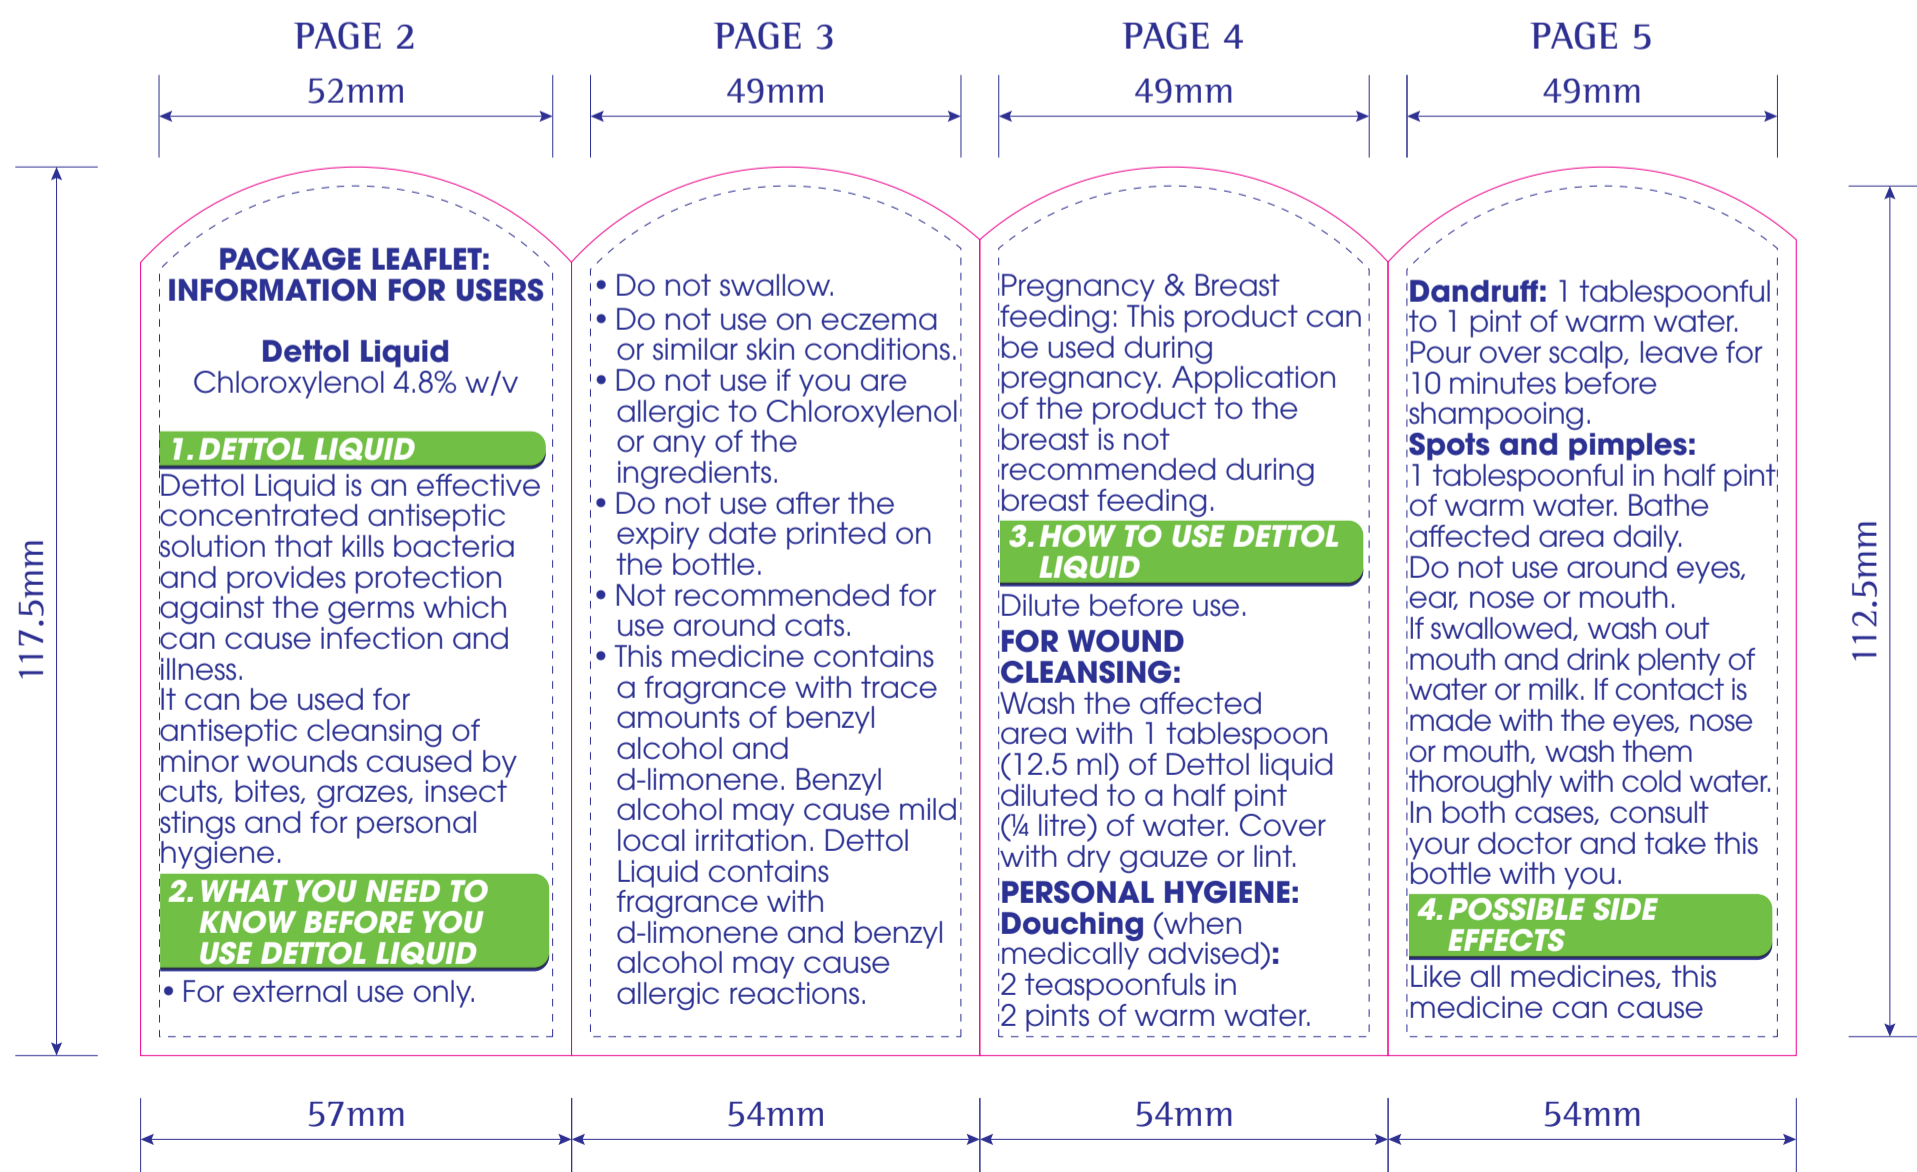 PAGE 2
52mm
PAGE 3
49mm
PAGE 4
49mm
PAGE 5
49mm
117.5mm
PACKAGE LEAFLET:
INFORMATION FOR USERS
Dettol Liquid
Chloroxylenol 4.8% w/v
1. DETTOL LIQUID
Dettol Liquid is an effective
concentrated antiseptic
solution that kills bacteria
and provides protection
against the germs which
can cause infection and
illness.
It can be used for
antiseptic cleansing of
minor wounds caused by
cuts, bites, grazes, insect
stings and for personal
hygiene.
2. WHAT YOU NEED TO
KNOW BEFORE YOU
USE DETTOL LIQUID
• For external use only.
• Do not swallow.
• Do not use on eczema
or similar skin conditions.
• Do not use if you are
allergic to Chloroxylenol
or any of the
ingredients.
• Do not use after the
expiry date printed on
the bottle.
• Not recommended for
use around cats.
• This medicine contains
a fragrance with trace
amounts of benzyl
alcohol and
d-limonene. Benzyl
alcohol may cause mild
local irritation. Dettol
Liquid contains
fragrance with
d-limonene and benzyl
alcohol may cause
allergic reactions.
Pregnancy & Breast
feeding: This product can
be used during
pregnancy. Application
of the product to the
breast is not
recommended during
breast feeding.
3. HOW TO USE DETTOL
LIQUID
Dilute before use.
FOR WOUND
CLEANSING:
Wash the affected
area with 1 tablespoon
(12.5 ml) of Dettol liquid
diluted to a half pint
(¼ litre) of water. Cover
with dry gauze or lint.
PERSONAL HYGIENE:
Douching (when
medically advised):
2 teaspoonfuls in
2 pints of warm water.
Dandruff: 1 tablespoonful
to 1 pint of warm water.
Pour over scalp, leave for
10 minutes before
shampooing.
Spots and pimples:
1 tablespoonful in half pint
of warm water. Bathe
affected area daily.
Do not use around eyes,
ear, nose or mouth.
If swallowed, wash out
mouth and drink plenty of
water or milk. If contact is
made with the eyes, nose
or mouth, wash them
thoroughly with cold water.
In both cases, consult
your doctor and take this
bottle with you.
4. POSSIBLE SIDE
EFFECTS
Like all medicines, this
medicine can cause
112.5mm
57mm
54mm
54mm
54mm